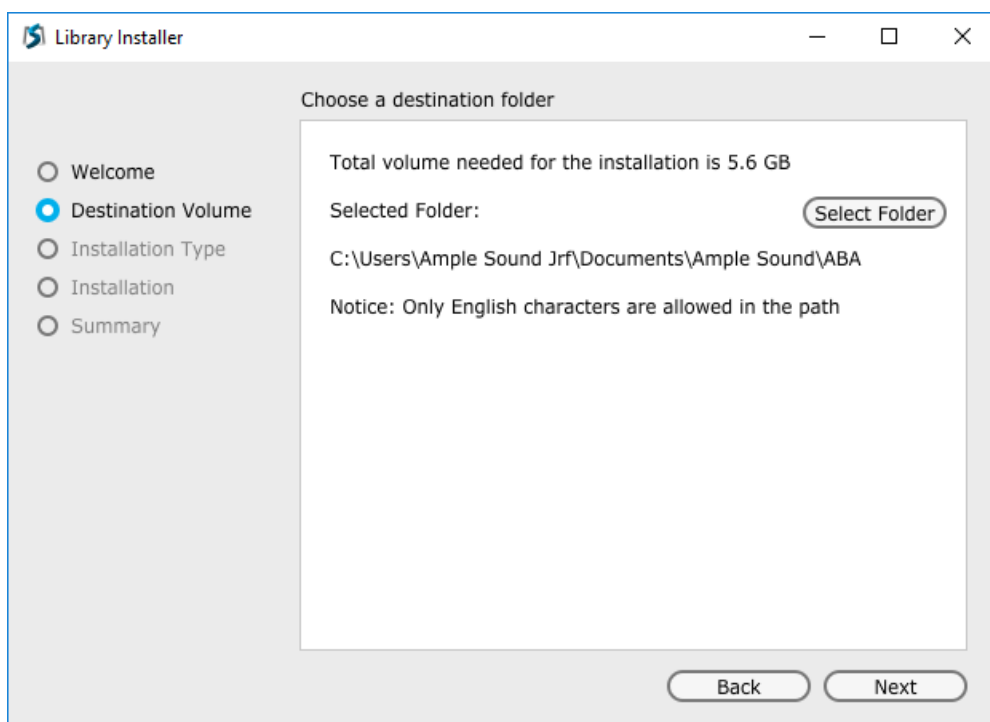 Library Installer
Choose a destination folder
Welcome
Destination Volume
Installation Type
Installation
Summary
Total volume needed for the installation is 5.6 GB
Selected Folder:
Select Folder
C:\Users\Ample Sound Jrf\Documents\Ample Sound\ABA
Notice: Only English characters are allowed in the path
Back
Next